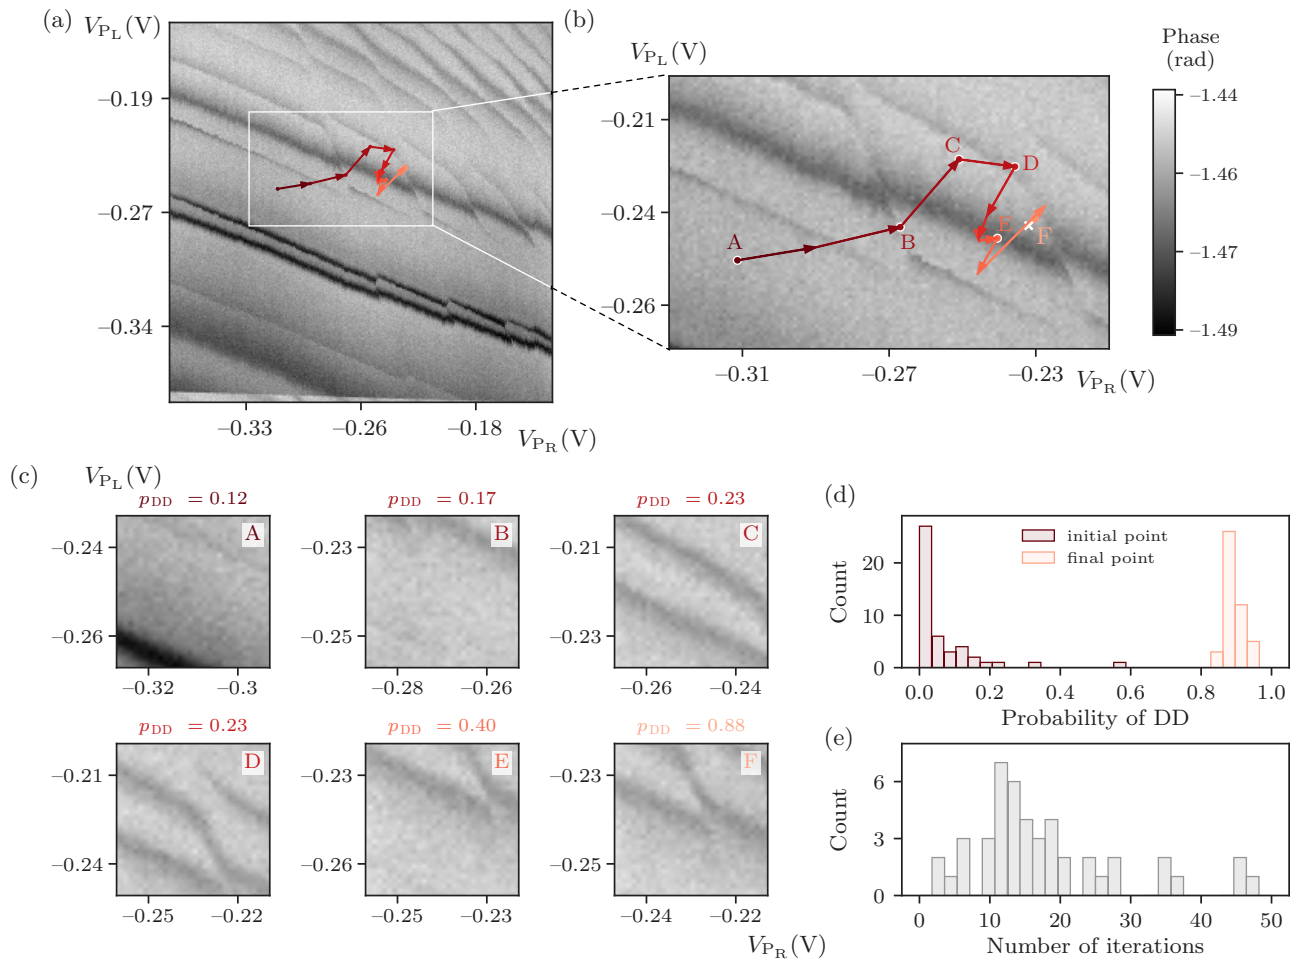 (a)
V_PL (V)
−0.19
−0.27
−0.34
−0.33
−0.26
−0.18
V_PR (V)
(b)
V_PL (V)
−0.21
−0.24
−0.26
A
B
C
D
E
F
−0.31
−0.27
−0.23
V_PR (V)
Phase
(rad)
−1.44
−1.46
−1.47
−1.49
(c)
V_PL (V)
p_DD = 0.12
A
−0.24
−0.26
−0.32
−0.3
p_DD = 0.17
B
−0.23
−0.25
−0.28
−0.26
p_DD = 0.23
C
−0.21
−0.23
−0.26
−0.24
p_DD = 0.23
D
−0.21
−0.24
−0.25
−0.22
p_DD = 0.40
E
−0.23
−0.26
−0.25
−0.23
p_DD = 0.88
F
−0.23
−0.25
−0.24
−0.22
V_PR (V)
(d)
Count
20
10
0
initial point
final point
0.0
0.2
0.4
0.6
0.8
1.0
Probability of DD
(e)
Count
6
3
0
0
10
20
30
40
50
Number of iterations